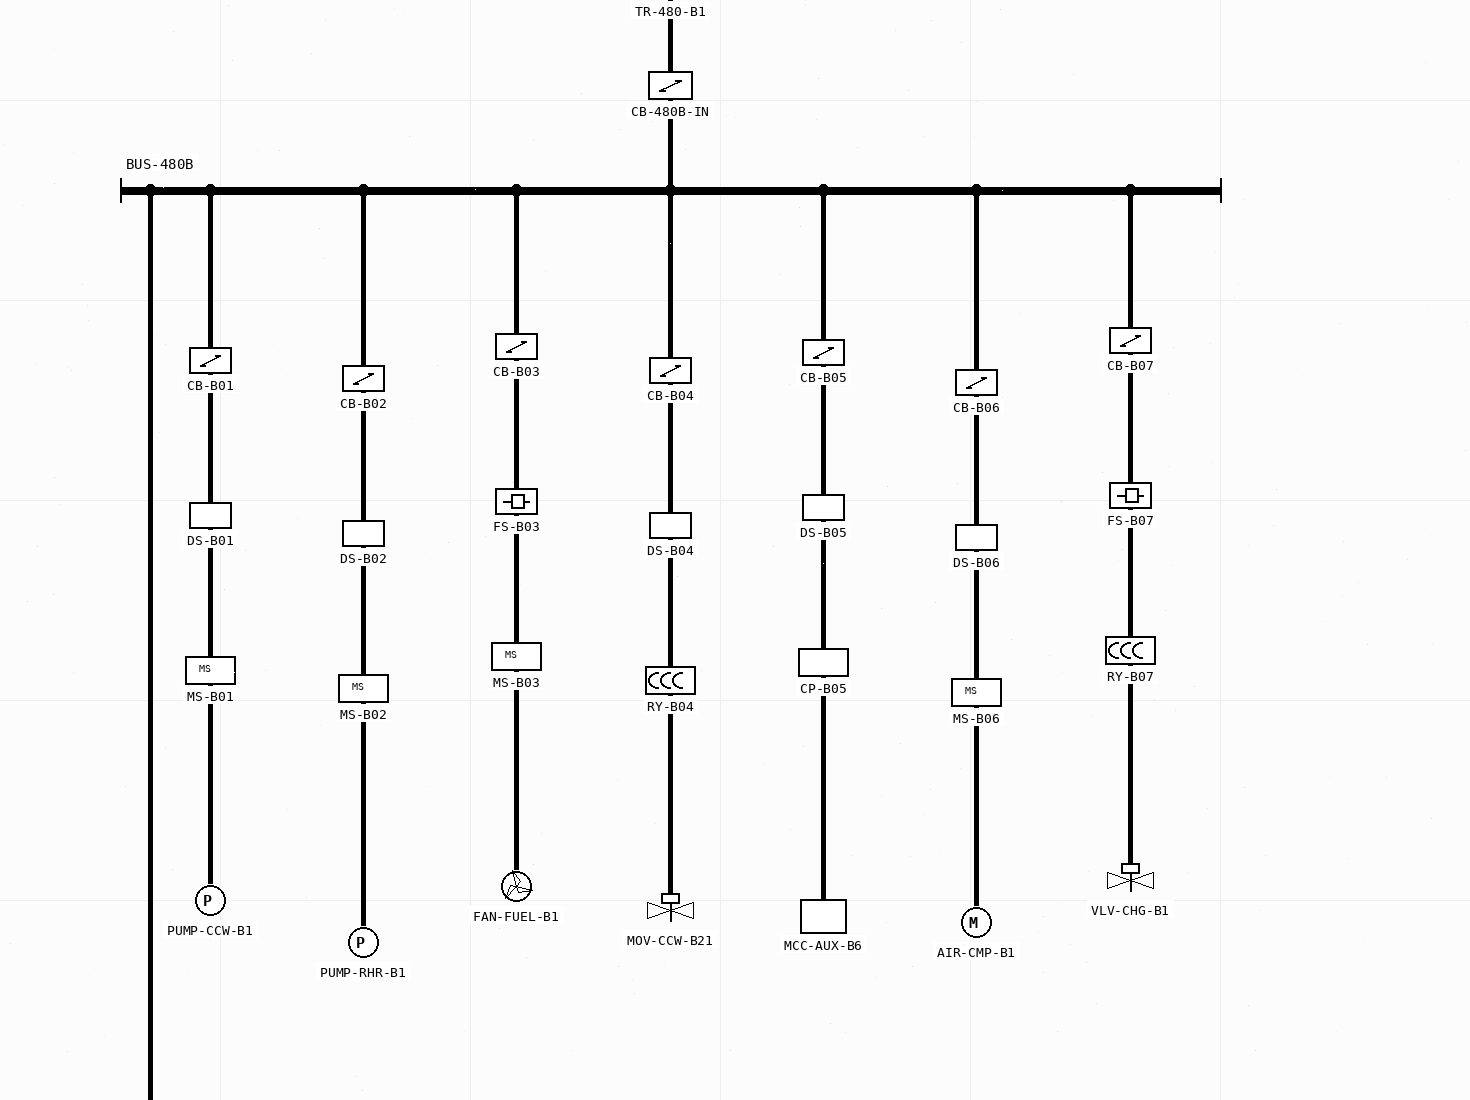 TR-480-B1
CB-480B-IN
BUS-480B
CB-B01
CB-B02
CB-B03
CB-B04
CB-B05
CB-B06
CB-B07
DS-B01
DS-B02
FS-B03
DS-B04
DS-B05
DS-B06
FS-B07
MS
MS-B01
MS
MS-B02
MS
MS-B03
RY-B04
CP-B05
MS
MS-B06
RY-B07
P
PUMP-CCW-B1
P
PUMP-RHR-B1
FAN-FUEL-B1
MOV-CCW-B21
MCC-AUX-B6
M
AIR-CMP-B1
VLV-CHG-B1